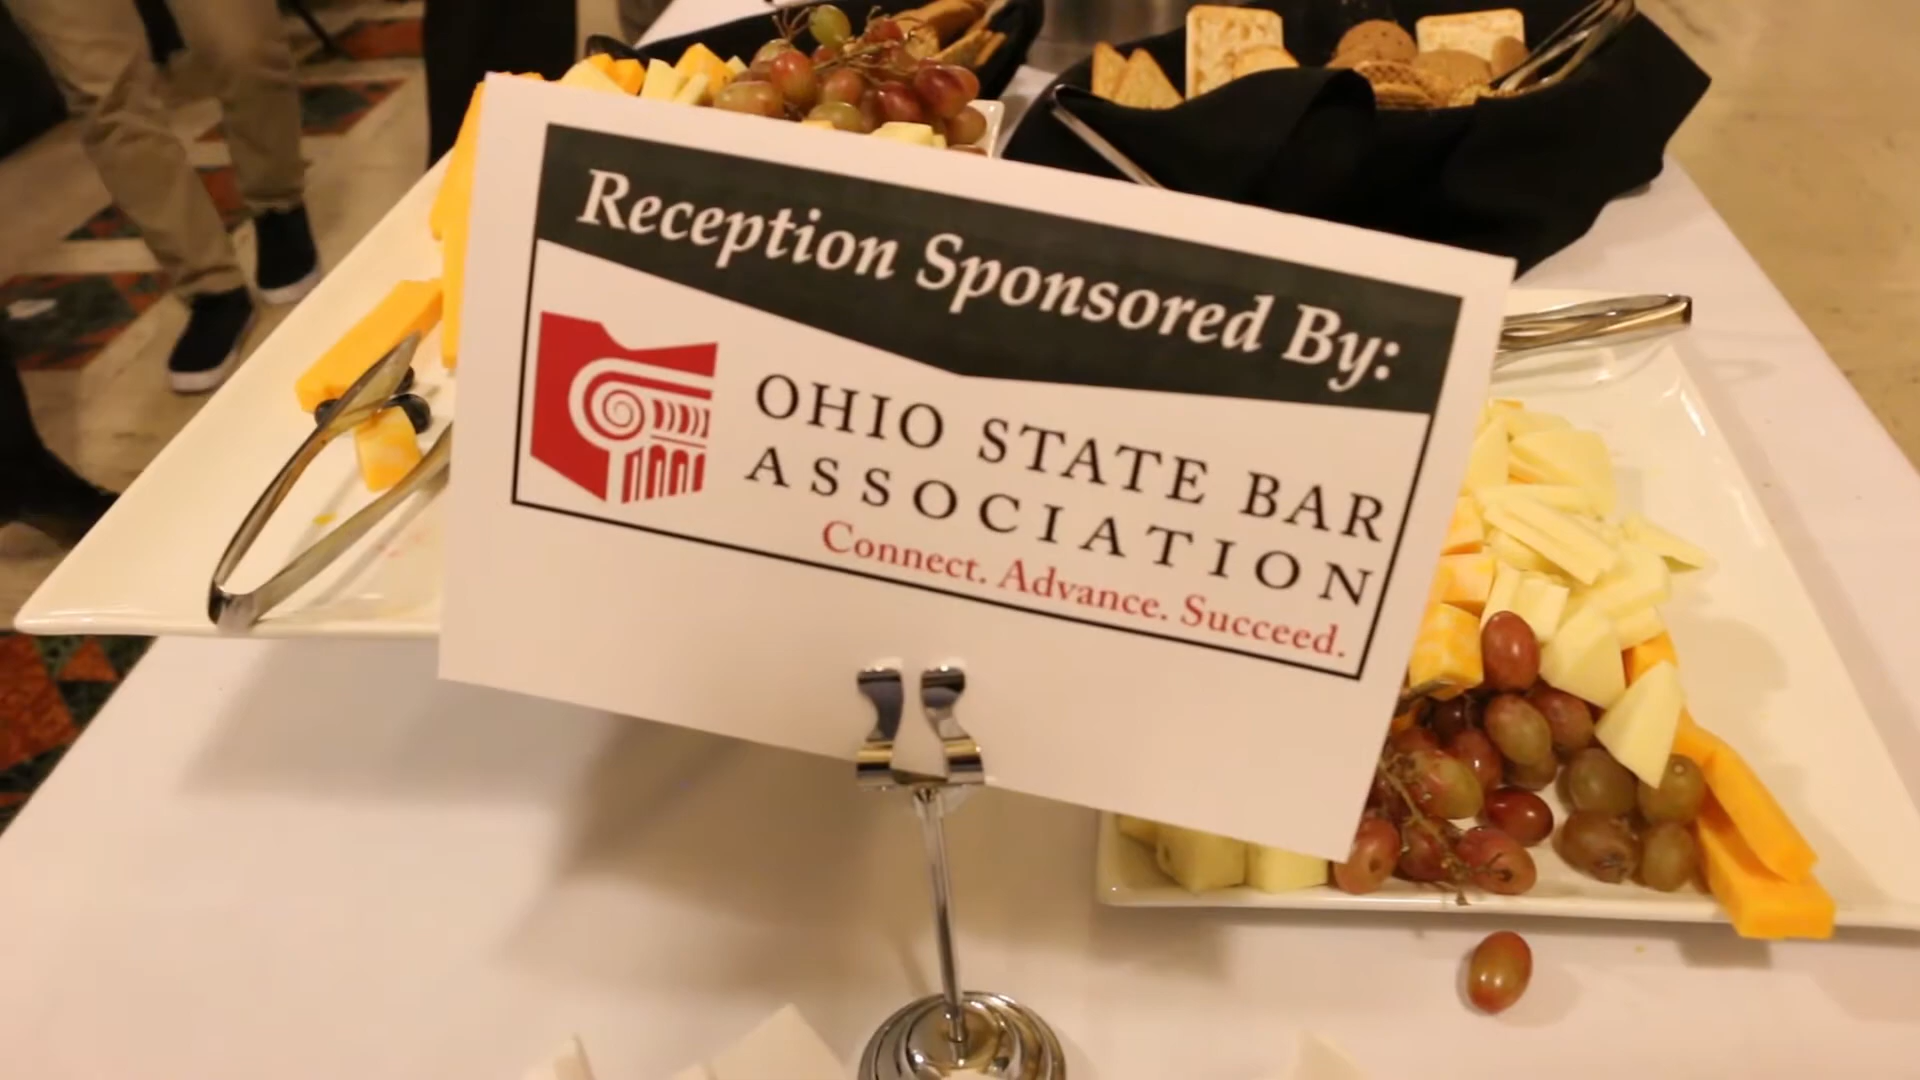 Reception Sponsored By:
OHIO STATE BAR
ASSOCIATION
Connect. Advance. Succeed.